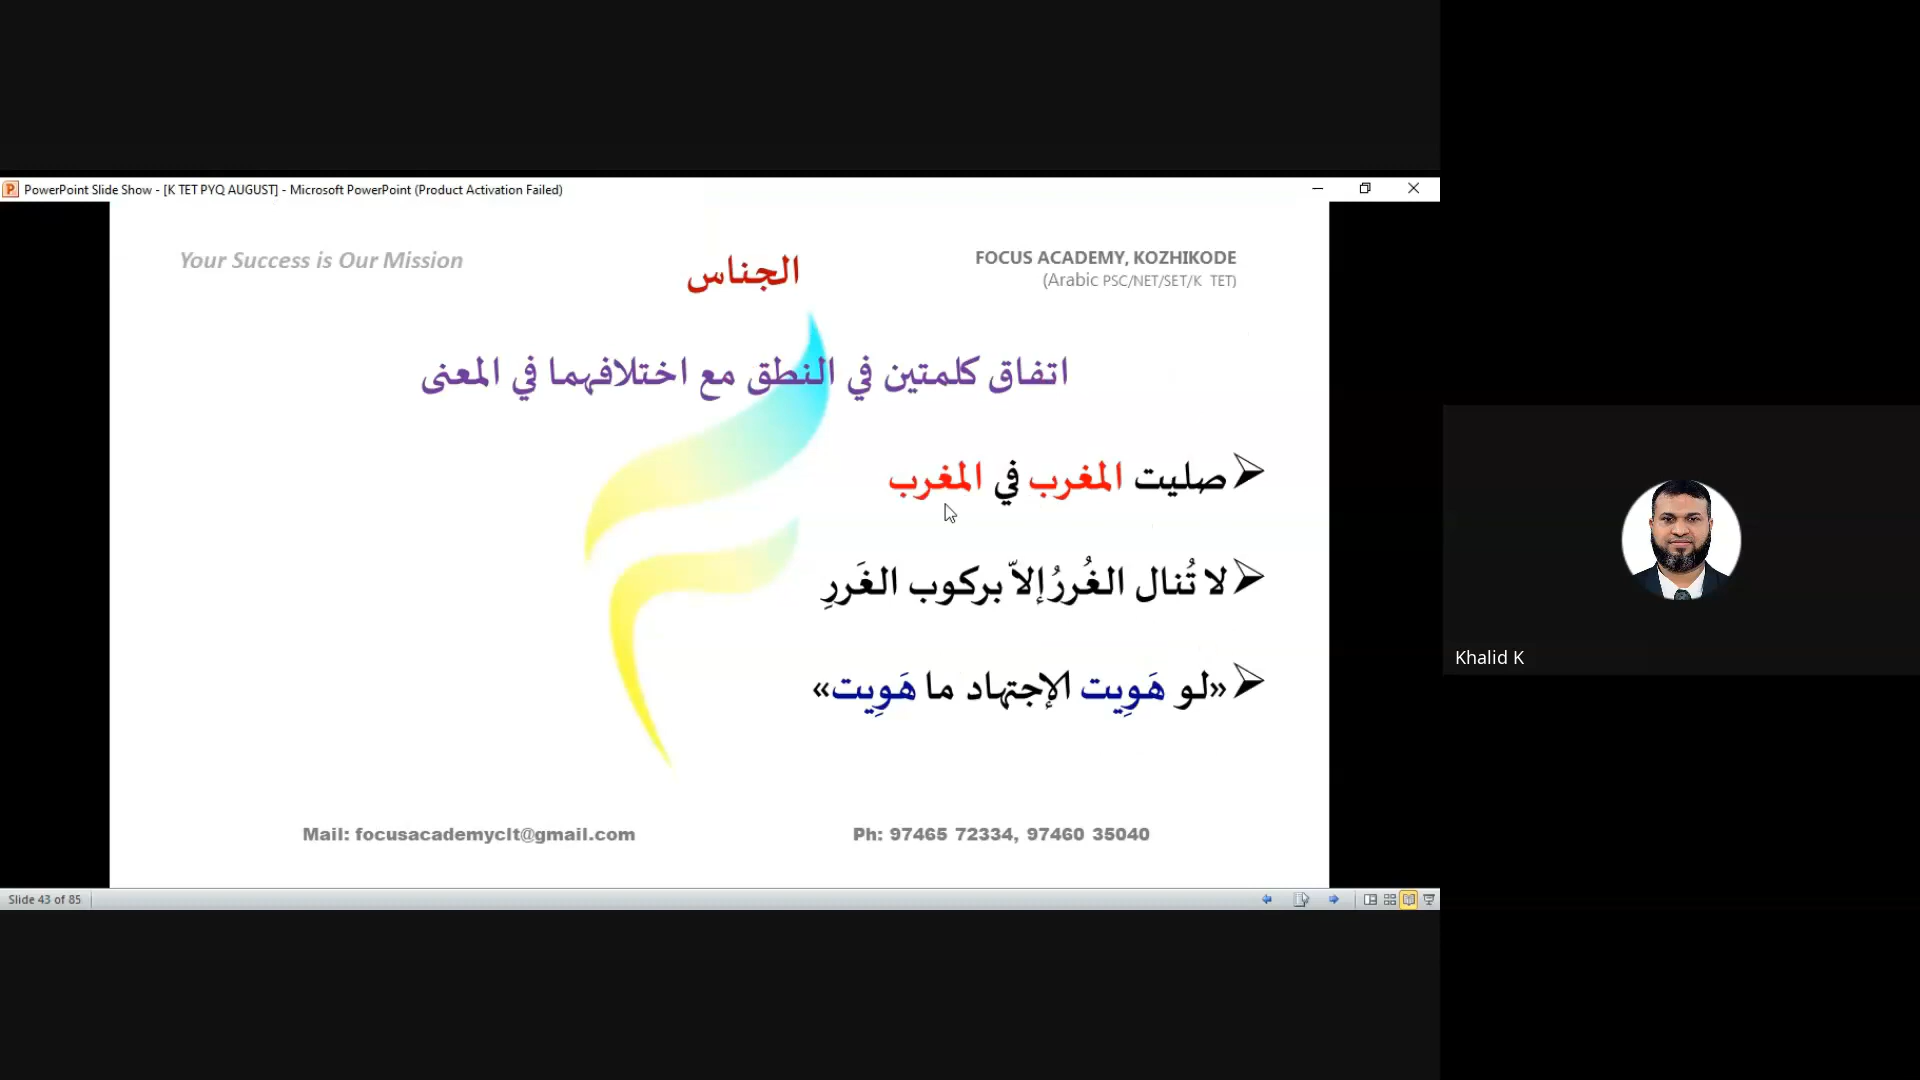 PowerPoint Slide Show - [K TET PYQ AUGUST] - Microsoft PowerPoint (Product Activation Failed)
Your Success is Our Mission
FOCUS ACADEMY, KOZHIKODE
(Arabic PSC/NET/SET/K TET)
الجناس
اتفاق كلمتين في النطق مع اختلافهما في المعنى
صليت المغرب في المغرب
لا تُنال الغُررُ إلاّ بركوب الغَررِ
«لو هَوِيت الإجتهاد ما هَوِيت»
Khalid K
Mail: focusacademyclt@gmail.com
Ph: 97465 72334, 97460 35040
Slide 43 of 85